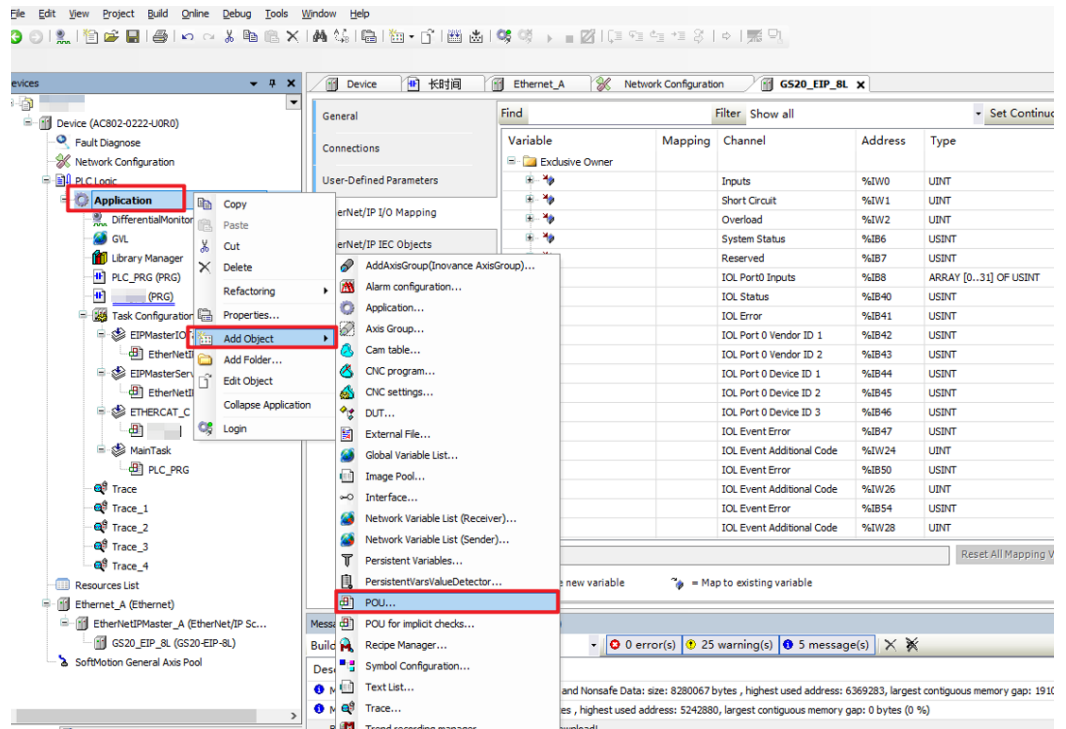 File Edit View Project Build Online Debug Tools Window Help
evices
Device 长时间 Ethernet_A Network Configuration GS20_EIP_8L
Device (AC802-0222-U0R0)
Fault Diagnose
Network Configuration
PLC Logic
Application
DifferentialMonitor
GVL
Library Manager
PLC_PRG (PRG)
(PRG)
Task Configuration
EIPMasterIOT
EtherNetI
EIPMasterServ
EtherNetI
ETHERCAT_C
MainTask
PLC_PRG
Trace
Trace_1
Trace_2
Trace_3
Trace_4
Resources List
Ethernet_A (Ethernet)
EtherNetIPMaster_A (EtherNet/IP Sc...
GS20_EIP_8L (GS20-EIP-8L)
SoftMotion General Axis Pool
Copy
Paste
Cut
Delete
Refactoring
Properties...
Add Object
Add Folder...
Edit Object
Collapse Application
Login
AddAxisGroup(Inovance AxisGroup)...
Alarm configuration...
Application...
Axis Group...
Cam table...
CNC program...
CNC settings...
DUT...
External File...
Global Variable List...
Image Pool...
Interface...
Network Variable List (Receiver)...
Network Variable List (Sender)...
Persistent Variables...
PersistentVarsValueDetector...
POU...
POU for implicit checks...
Recipe Manager...
Symbol Configuration...
Text List...
Trace...
Trend recording manager
General
Connections
User-Defined Parameters
erNet/IP I/O Mapping
erNet/IP IEC Objects
Find Filter Show all Set Continuo
Variable Mapping Channel Address Type
Exclusive Owner
Inputs %IW0 UINT
Short Circuit %IW1 UINT
Overload %IW2 UINT
System Status %IB6 USINT
Reserved %IB7 USINT
IOL Port0 Inputs %IB8 ARRAY [0..31] OF USINT
IOL Status %IB40 USINT
IOL Error %IB41 USINT
IOL Port 0 Vendor ID 1 %IB42 USINT
IOL Port 0 Vendor ID 2 %IB43 USINT
IOL Port 0 Device ID 1 %IB44 USINT
IOL Port 0 Device ID 2 %IB45 USINT
IOL Port 0 Device ID 3 %IB46 USINT
IOL Event Error %IB47 USINT
IOL Event Additional Code %IW24 UINT
IOL Event Error %IB50 USINT
IOL Event Additional Code %IW26 UINT
IOL Event Error %IB54 USINT
IOL Event Additional Code %IW28 UINT
Reset All Mapping V
e new variable = Map to existing variable
Messa
Build 0 error(s) 25 warning(s) 5 message(s)
Des
M and Nonsafe Data: size: 8280067 bytes , highest used address: 6369283, largest contiguous memory gap: 1910
M es , highest used address: 5242880, largest contiguous memory gap: 0 bytes (0 %)